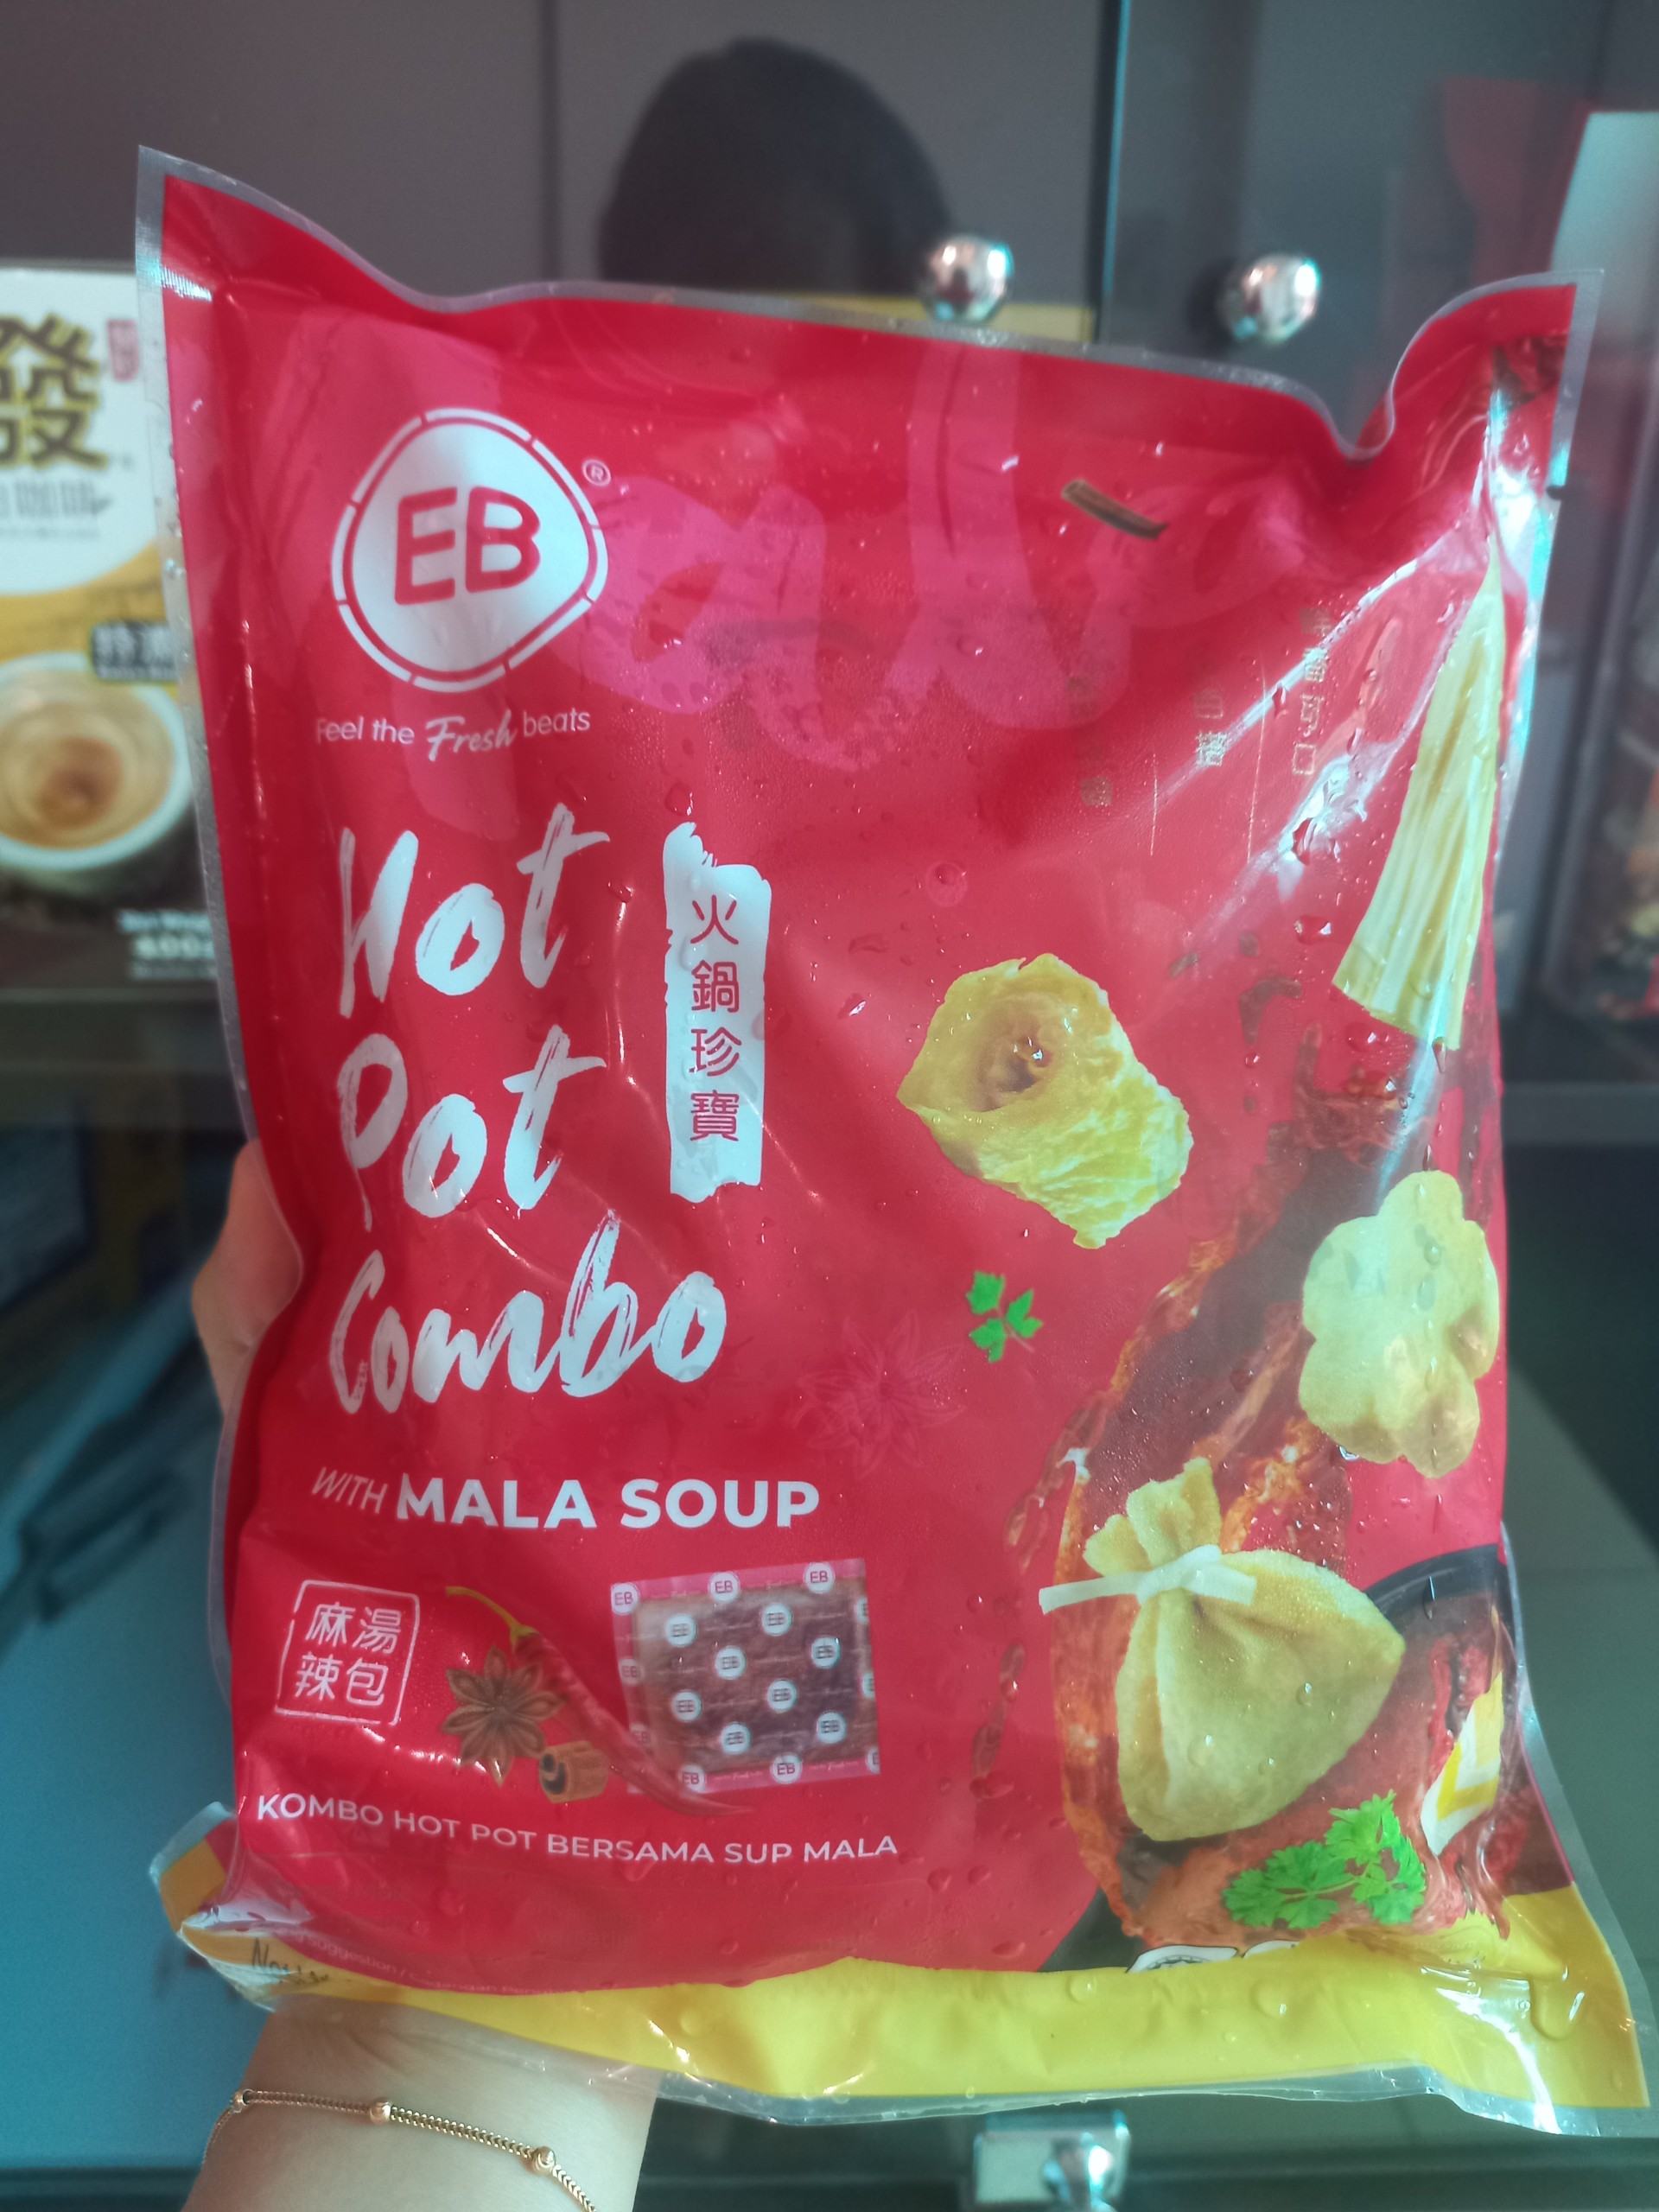 發
EB
Feel the Fresh beats
Hot
Pot
Combo
火鍋珍寶
WITH MALA SOUP
麻湯
辣包
KOMBO HOT POT BERSAMA SUP MALA